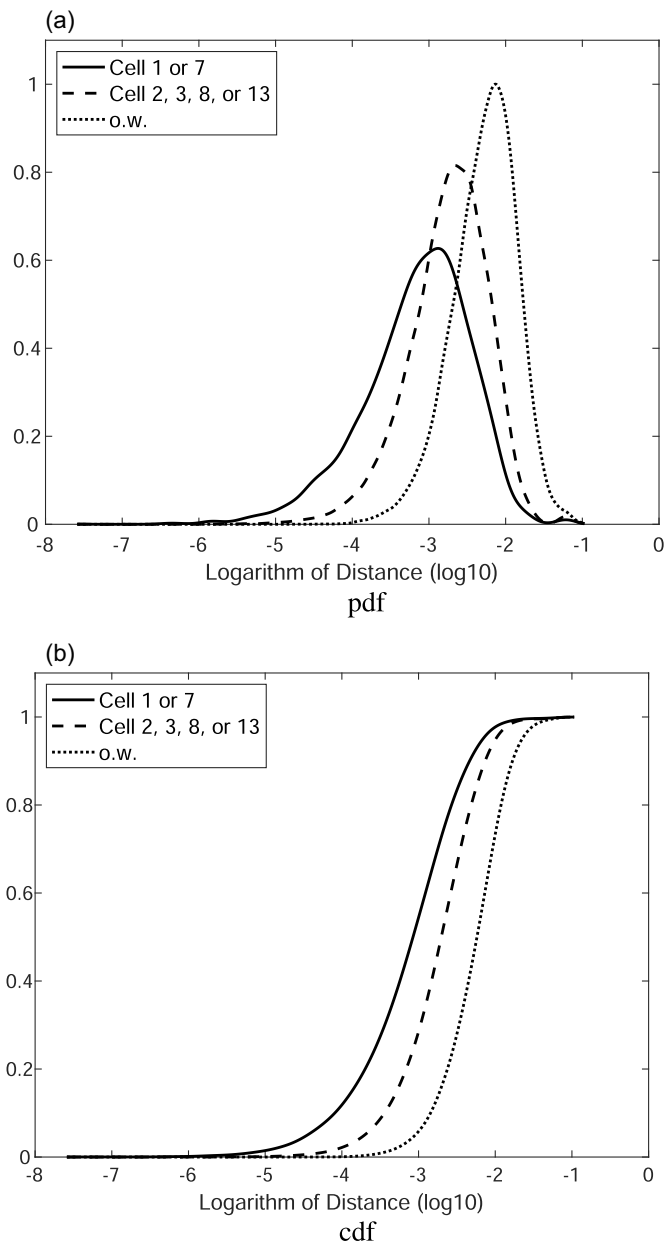 (a)
Cell 1 or 7
Cell 2, 3, 8, or 13
o.w.
1
0.8
0.6
0.4
0.2
0
-8 -7 -6 -5 -4 -3 -2 -1 0
Logarithm of Distance (log10)
pdf
(b)
Cell 1 or 7
Cell 2, 3, 8, or 13
o.w.
1
0.8
0.6
0.4
0.2
0
-8 -7 -6 -5 -4 -3 -2 -1 0
Logarithm of Distance (log10)
cdf